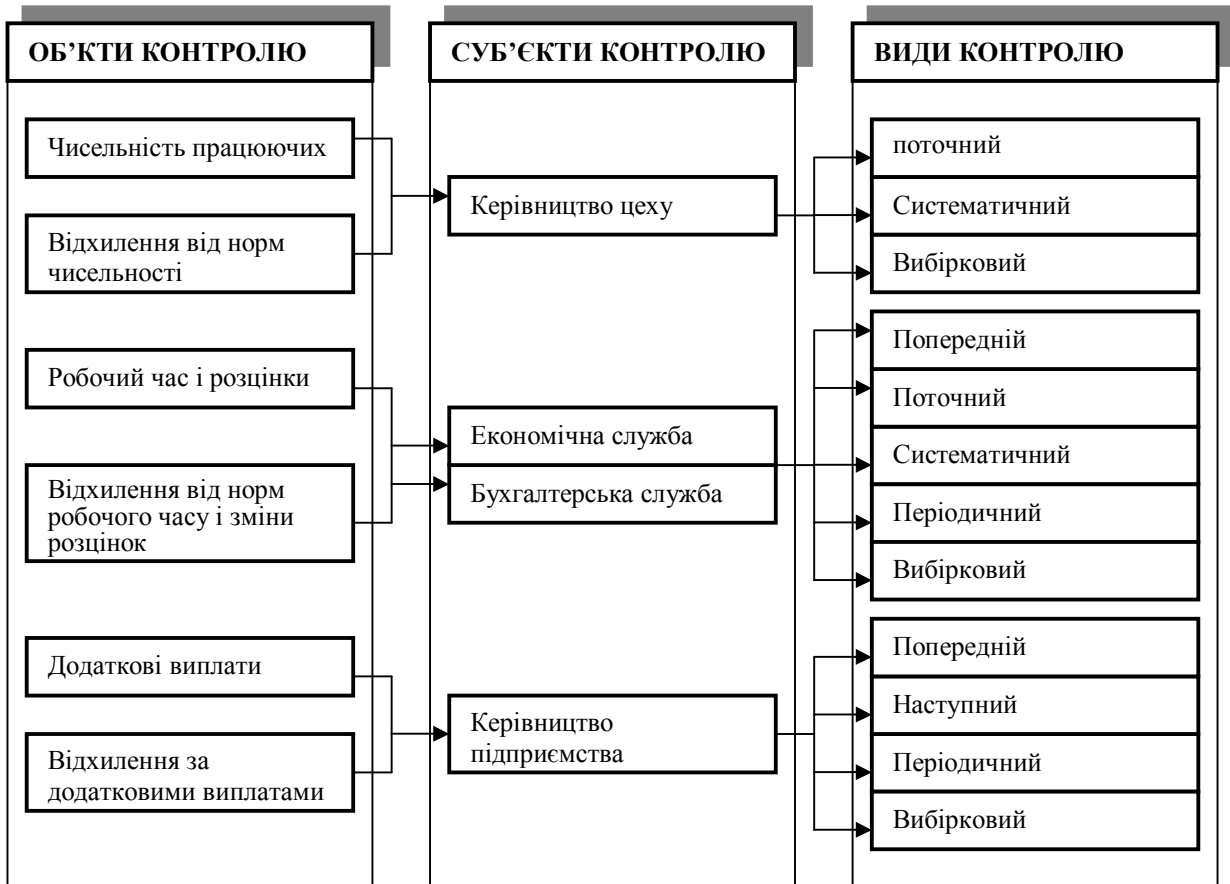 ОБ’КТИ КОНТРОЛЮ
Чисельність працюючих
Відхилення від норм
чисельності
Робочий час і розцінки
Відхилення від норм
робочого часу і зміни
розцінок
Додаткові виплати
Відхилення за
додатковими виплатами
СУБ’ЄКТИ КОНТРОЛЮ
Керівництво цеху
Економічна служба
Бухгалтерська служба
Керівництво
підприємства
ВИДИ КОНТРОЛЮ
поточний
Систематичний
Вибірковий
Попередній
Поточний
Систематичний
Періодичний
Вибірковий
Попередній
Наступний
Періодичний
Вибірковий